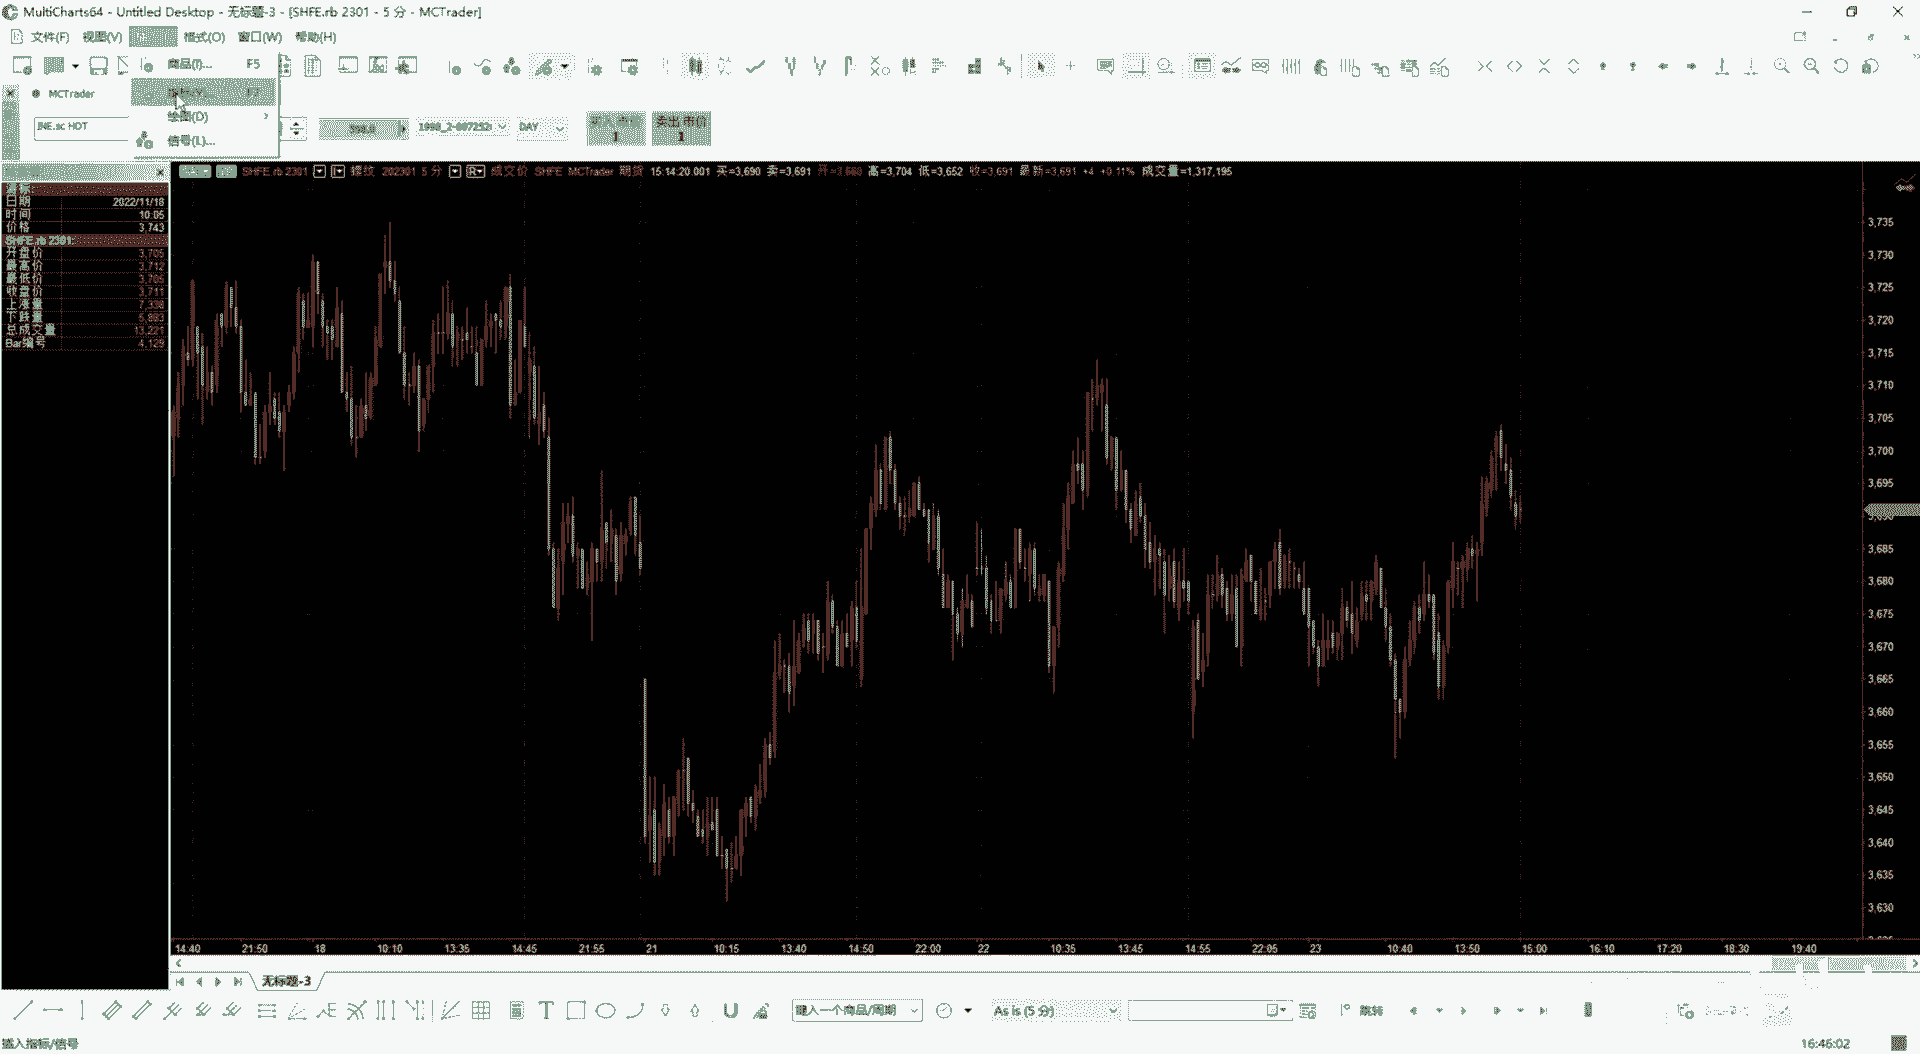 MultiCharts64 - Untitled Desktop - 无标题-3 - [SHFE.rb 2301 - 5 分 - MCTrader]
文件(F) 视图(V) 格式(O) 窗口(W) 帮助(H)
商品(I)... F5
MCTrader
绘图(D)
INE.sc HOT
DAY
卖出 市价
1 1
信号(L)...
SHFE.rb 2301 螺纹 202301 5 分 成交价 SHFE MCTrader 期货 15:14:20.001 买=3,690 卖=3,691 开=3,660 高=3,704 低=3,652 收=3,691 最新=3,691 +4 +0.11% 成交量=1,317,195
日期 2022/11/18
时间 10:05
价格 3,743
SHFE.rb 2301:
开盘价 3,705
最高价 3,712
最低价 3,705
收盘价 3,711
上涨量 7,338
下跌量 5,883
总成交量 13,221
Bar编号 4,129
3,735
3,730
3,725
3,720
3,715
3,710
3,705
3,700
3,695
3,685
3,680
3,675
3,670
3,665
3,660
3,655
3,650
3,645
3,640
3,635
3,630
14:40 21:50 18 10:10 13:35 14:45 21:55 21 10:15 13:40 14:50 22:00 22 10:35 13:45 14:55 22:05 23 10:40 13:50 15:00 16:10 17:20 18:30 19:40
无标题-3
键入一个商品/周期 As is (5 分) 跳转
插入指标/信号 16:46:02